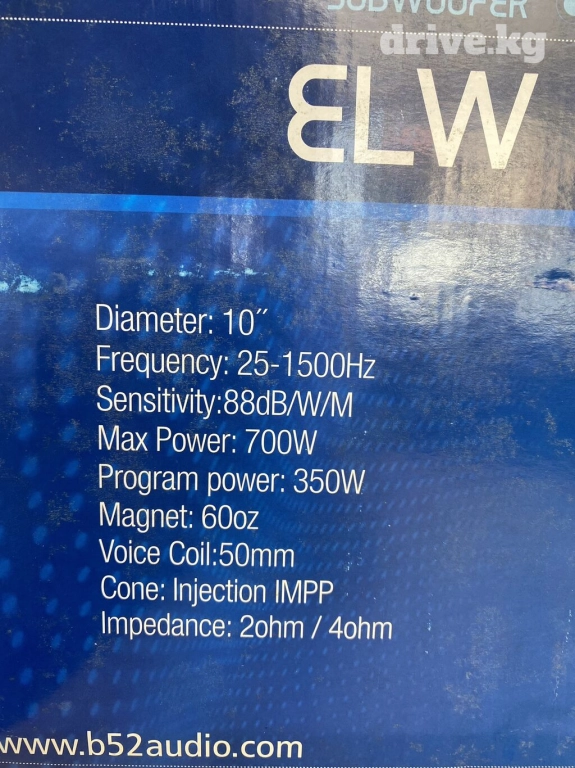 SUBWOOFER
drive.kg
ELW
Diameter: 10˝
Frequency: 25-1500Hz
Sensitivity:88dB/W/M
Max Power: 700W
Program power: 350W
Magnet: 60oz
Voice Coil:50mm
Cone: Injection IMPP
Impedance: 2ohm / 4ohm
www.b52audio.com